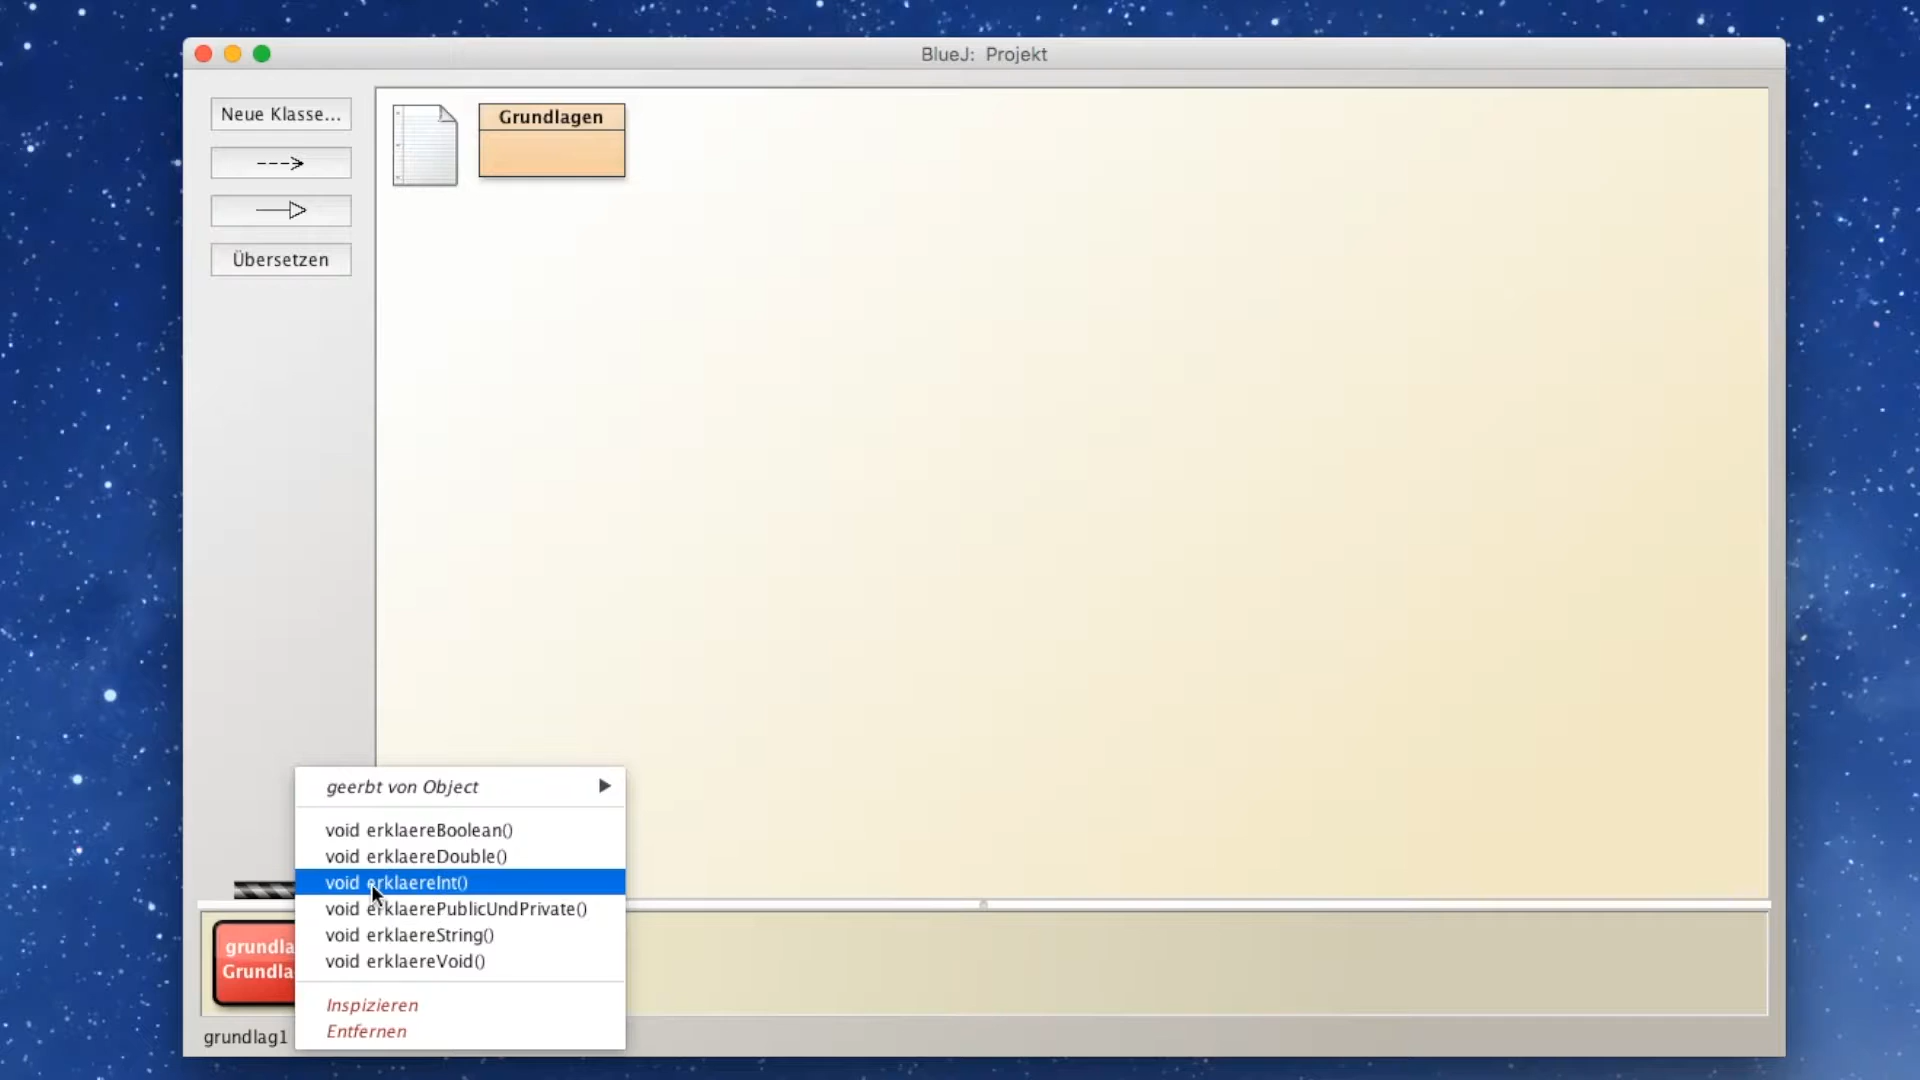 BlueJ: Projekt
Neue Klasse...
Übersetzen
Grundlagen
geerbt von Object
void erklaereBoolean()
void erklaereDouble()
void erklaereInt()
void erklaerePublicUndPrivate()
void erklaereString()
void erklaereVoid()
Inspizieren
Entfernen
grundla
Grundla
grundlag1